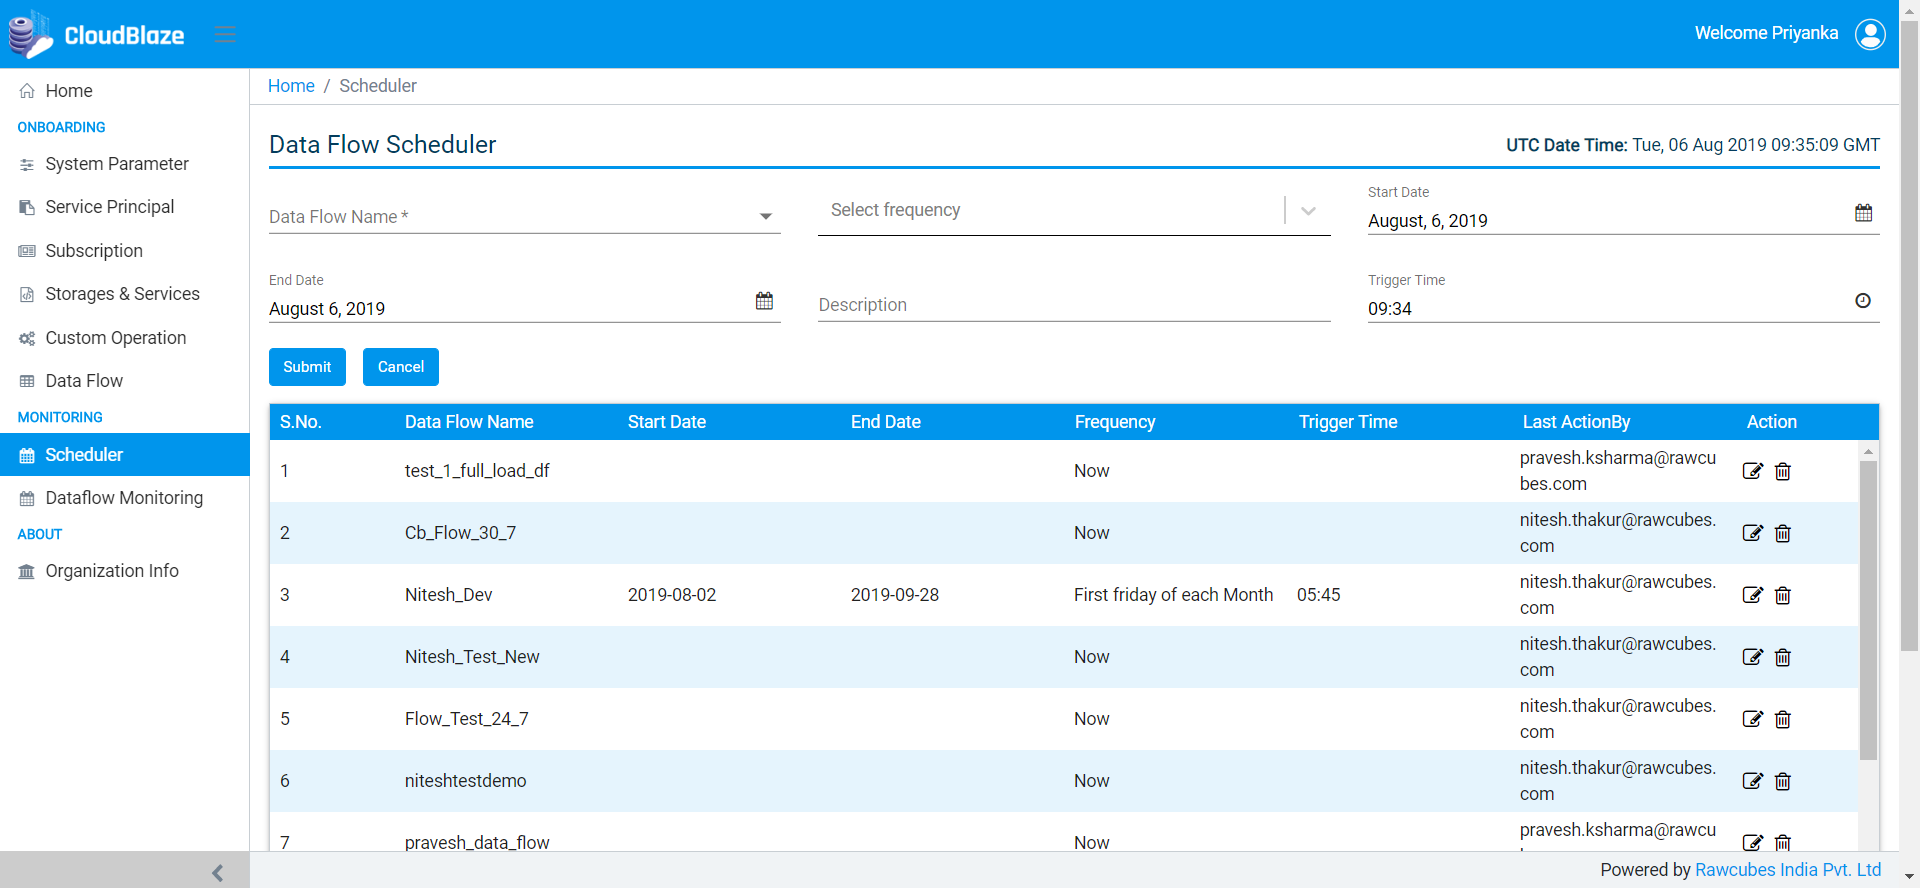 CloudBlaze
Welcome Priyanka
Home
ONBOARDING
System Parameter
Service Principal
Subscription
Storages & Services
Custom Operation
Data Flow
MONITORING
Scheduler
Dataflow Monitoring
ABOUT
Organization Info
Home / Scheduler
Data Flow Scheduler
UTC Date Time: Tue, 06 Aug 2019 09:35:09 GMT
Data Flow Name *
Select frequency
Start Date
August, 6, 2019
End Date
August 6, 2019
Description
Trigger Time
09:34
Submit Cancel
S.No. Data Flow Name Start Date End Date Frequency Trigger Time Last ActionBy Action
1 test_1_full_load_df Now pravesh.ksharma@rawcu
bes.com
2 Cb_Flow_30_7 Now nitesh.thakur@rawcubes.
com
3 Nitesh_Dev 2019-08-02 2019-09-28 First friday of each Month 05:45 nitesh.thakur@rawcubes.
com
4 Nitesh_Test_New Now nitesh.thakur@rawcubes.
com
5 Flow_Test_24_7 Now nitesh.thakur@rawcubes.
com
6 niteshtestdemo Now nitesh.thakur@rawcubes.
com
7 pravesh_data_flow Now pravesh.ksharma@rawcu
Powered by Rawcubes India Pvt. Ltd